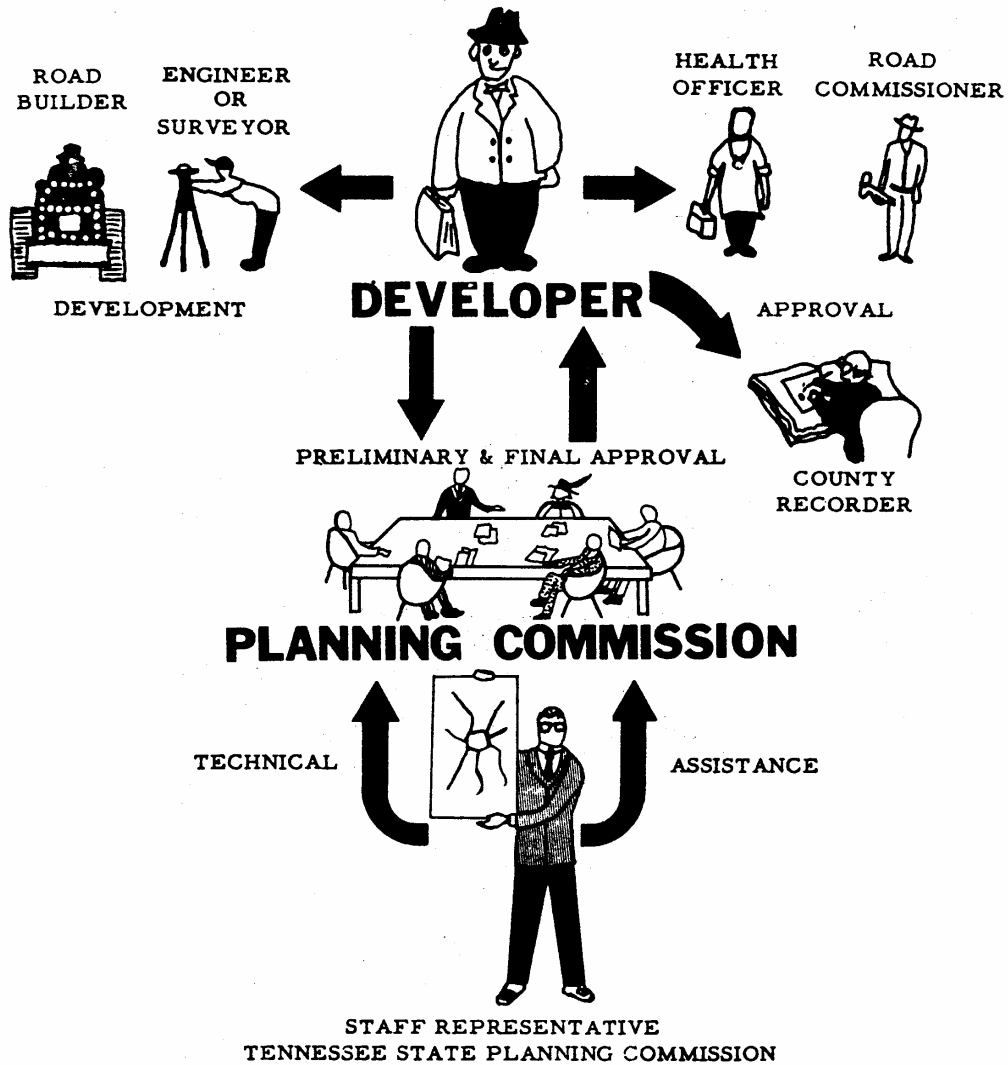 ROAD
BUILDER
ENGINEER
OR
SURVEYOR
HEALTH
OFFICER
ROAD
COMMISSIONER
DEVELOPMENT
DEVELOPER
APPROVAL
PRELIMINARY & FINAL APPROVAL
COUNTY
RECORDER
PLANNING COMMISSION
TECHNICAL
ASSISTANCE
STAFF REPRESENTATIVE
TENNESSEE STATE PLANNING COMMISSION